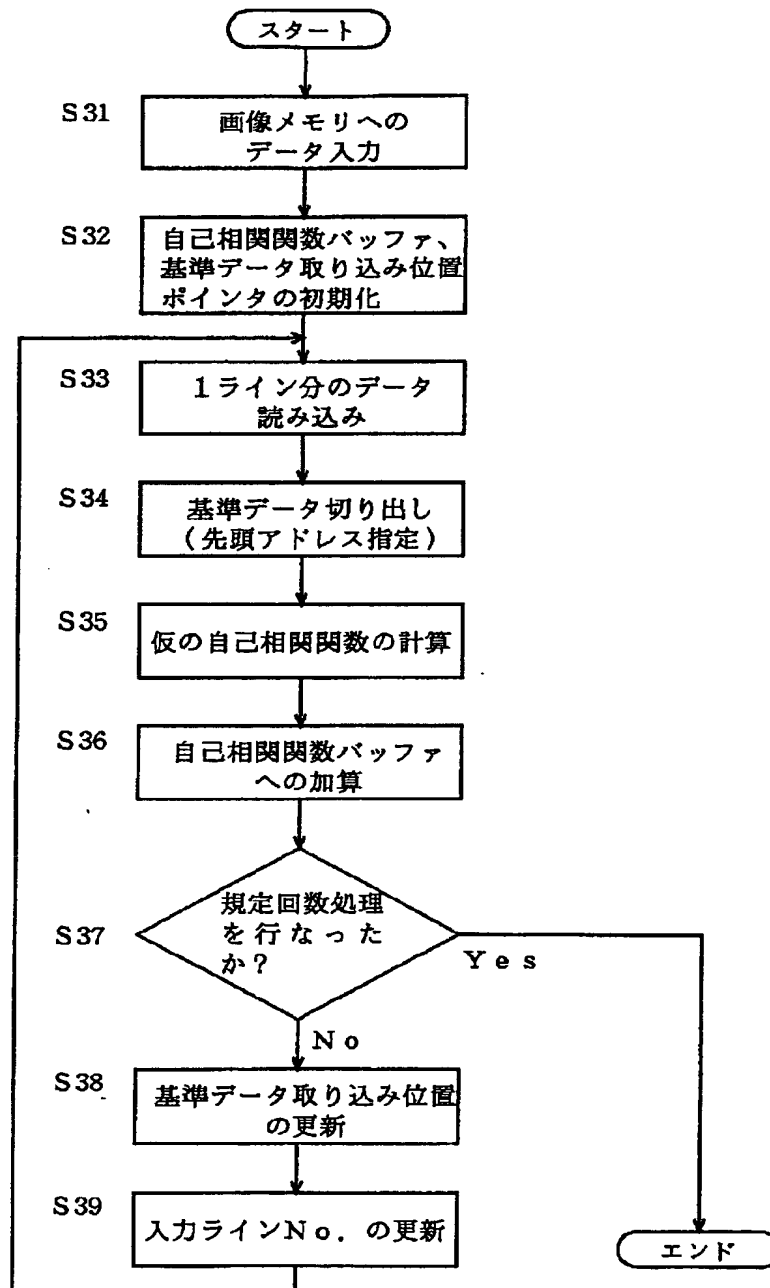 スタート
S31
画像メモリへの
データ入力
S32
自己相関関数バッファ、
基準データ取り込み位置
ポインタの初期化
S33
1ライン分のデータ
読み込み
S34
基準データ切り出し
(先頭アドレス指定)
S35
仮の自己相関関数の計算
S36
自己相関関数バッファ
への加算
S37
規定回数処理
を行なった
か？
Yes
No
S38
基準データ取り込み位置
の更新
S39
入力ラインNo．の更新
エンド